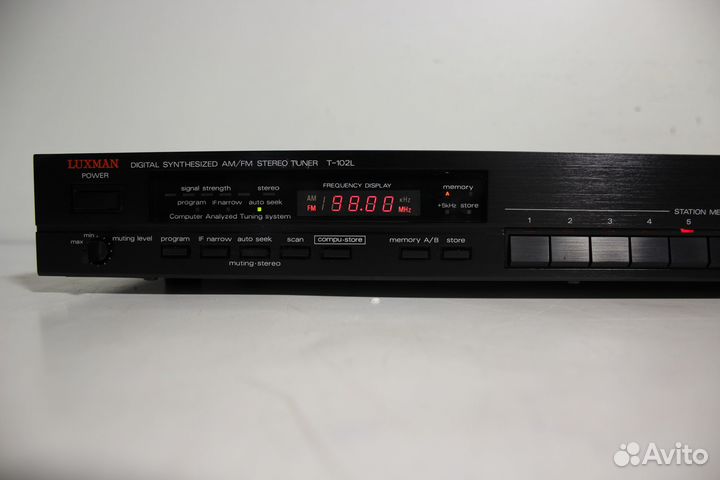 LUXMAN DIGITAL SYNTHESIZED AM/FM STEREO TUNER T-102L
POWER
signal strength stereo
program IF narrow auto seek
Computer Analyzed Tuning system
FREQUENCY DISPLAY
AM kHz
FM MHz
memory
A B
+5kHz store
STATION ME
1 2 3 4 5
min
max
muting level
program IF narrow auto seek scan compu-store memory A/B store
muting·stereo
Avito